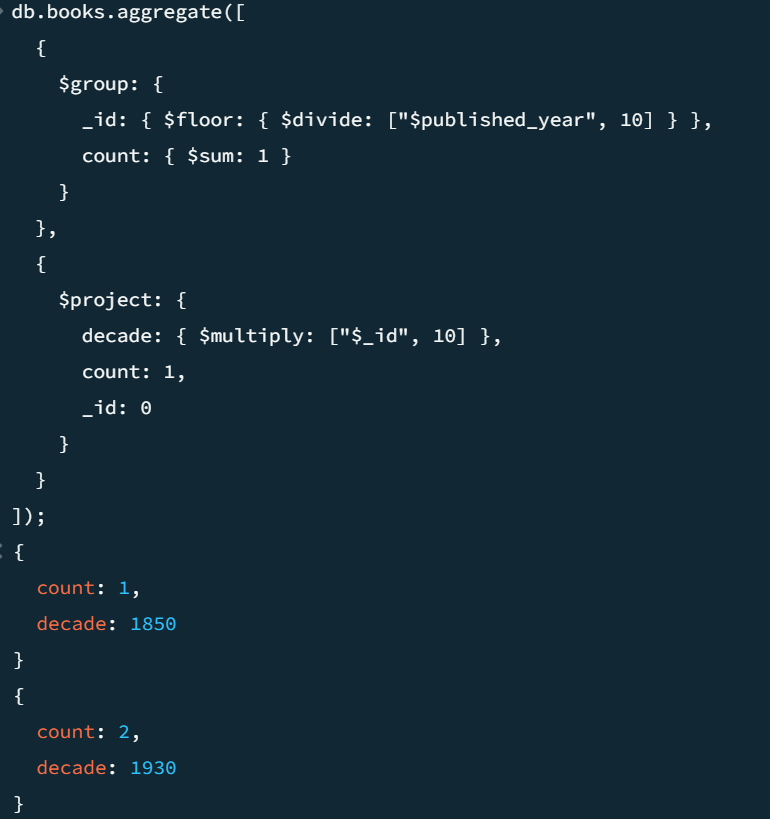 db.books.aggregate([
  {
    $group: {
      _id: { $floor: { $divide: ["$published_year", 10] } },
      count: { $sum: 1 }
    }
  },
  {
    $project: {
      decade: { $multiply: ["$_id", 10] },
      count: 1,
      _id: 0
    }
  }
]);
{
  count: 1,
  decade: 1850
}
{
  count: 2,
  decade: 1930
}